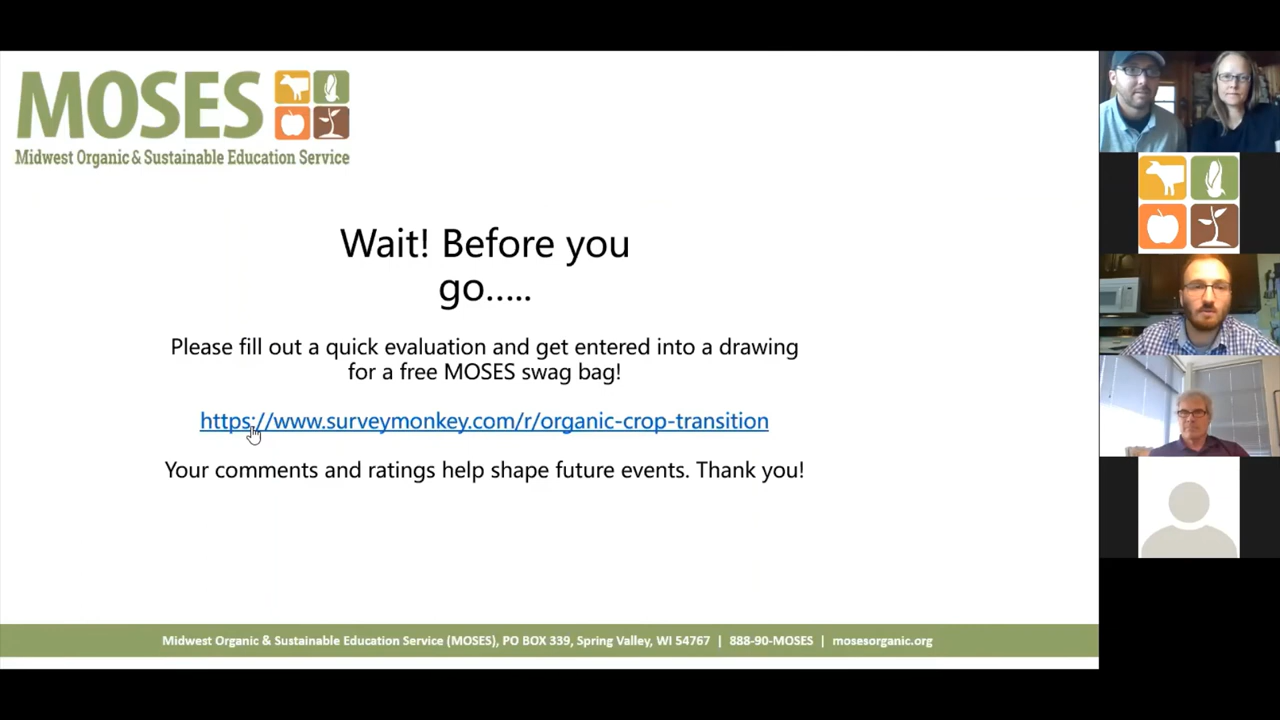 MOSES
Midwest Organic & Sustainable Education Service
Wait! Before you
go.....
Please fill out a quick evaluation and get entered into a drawing
for a free MOSES swag bag!
https://www.surveymonkey.com/r/organic-crop-transition
Your comments and ratings help shape future events. Thank you!
Midwest Organic & Sustainable Education Service (MOSES), PO BOX 339, Spring Valley, WI 54767 | 888-90-MOSES | mosesorganic.org